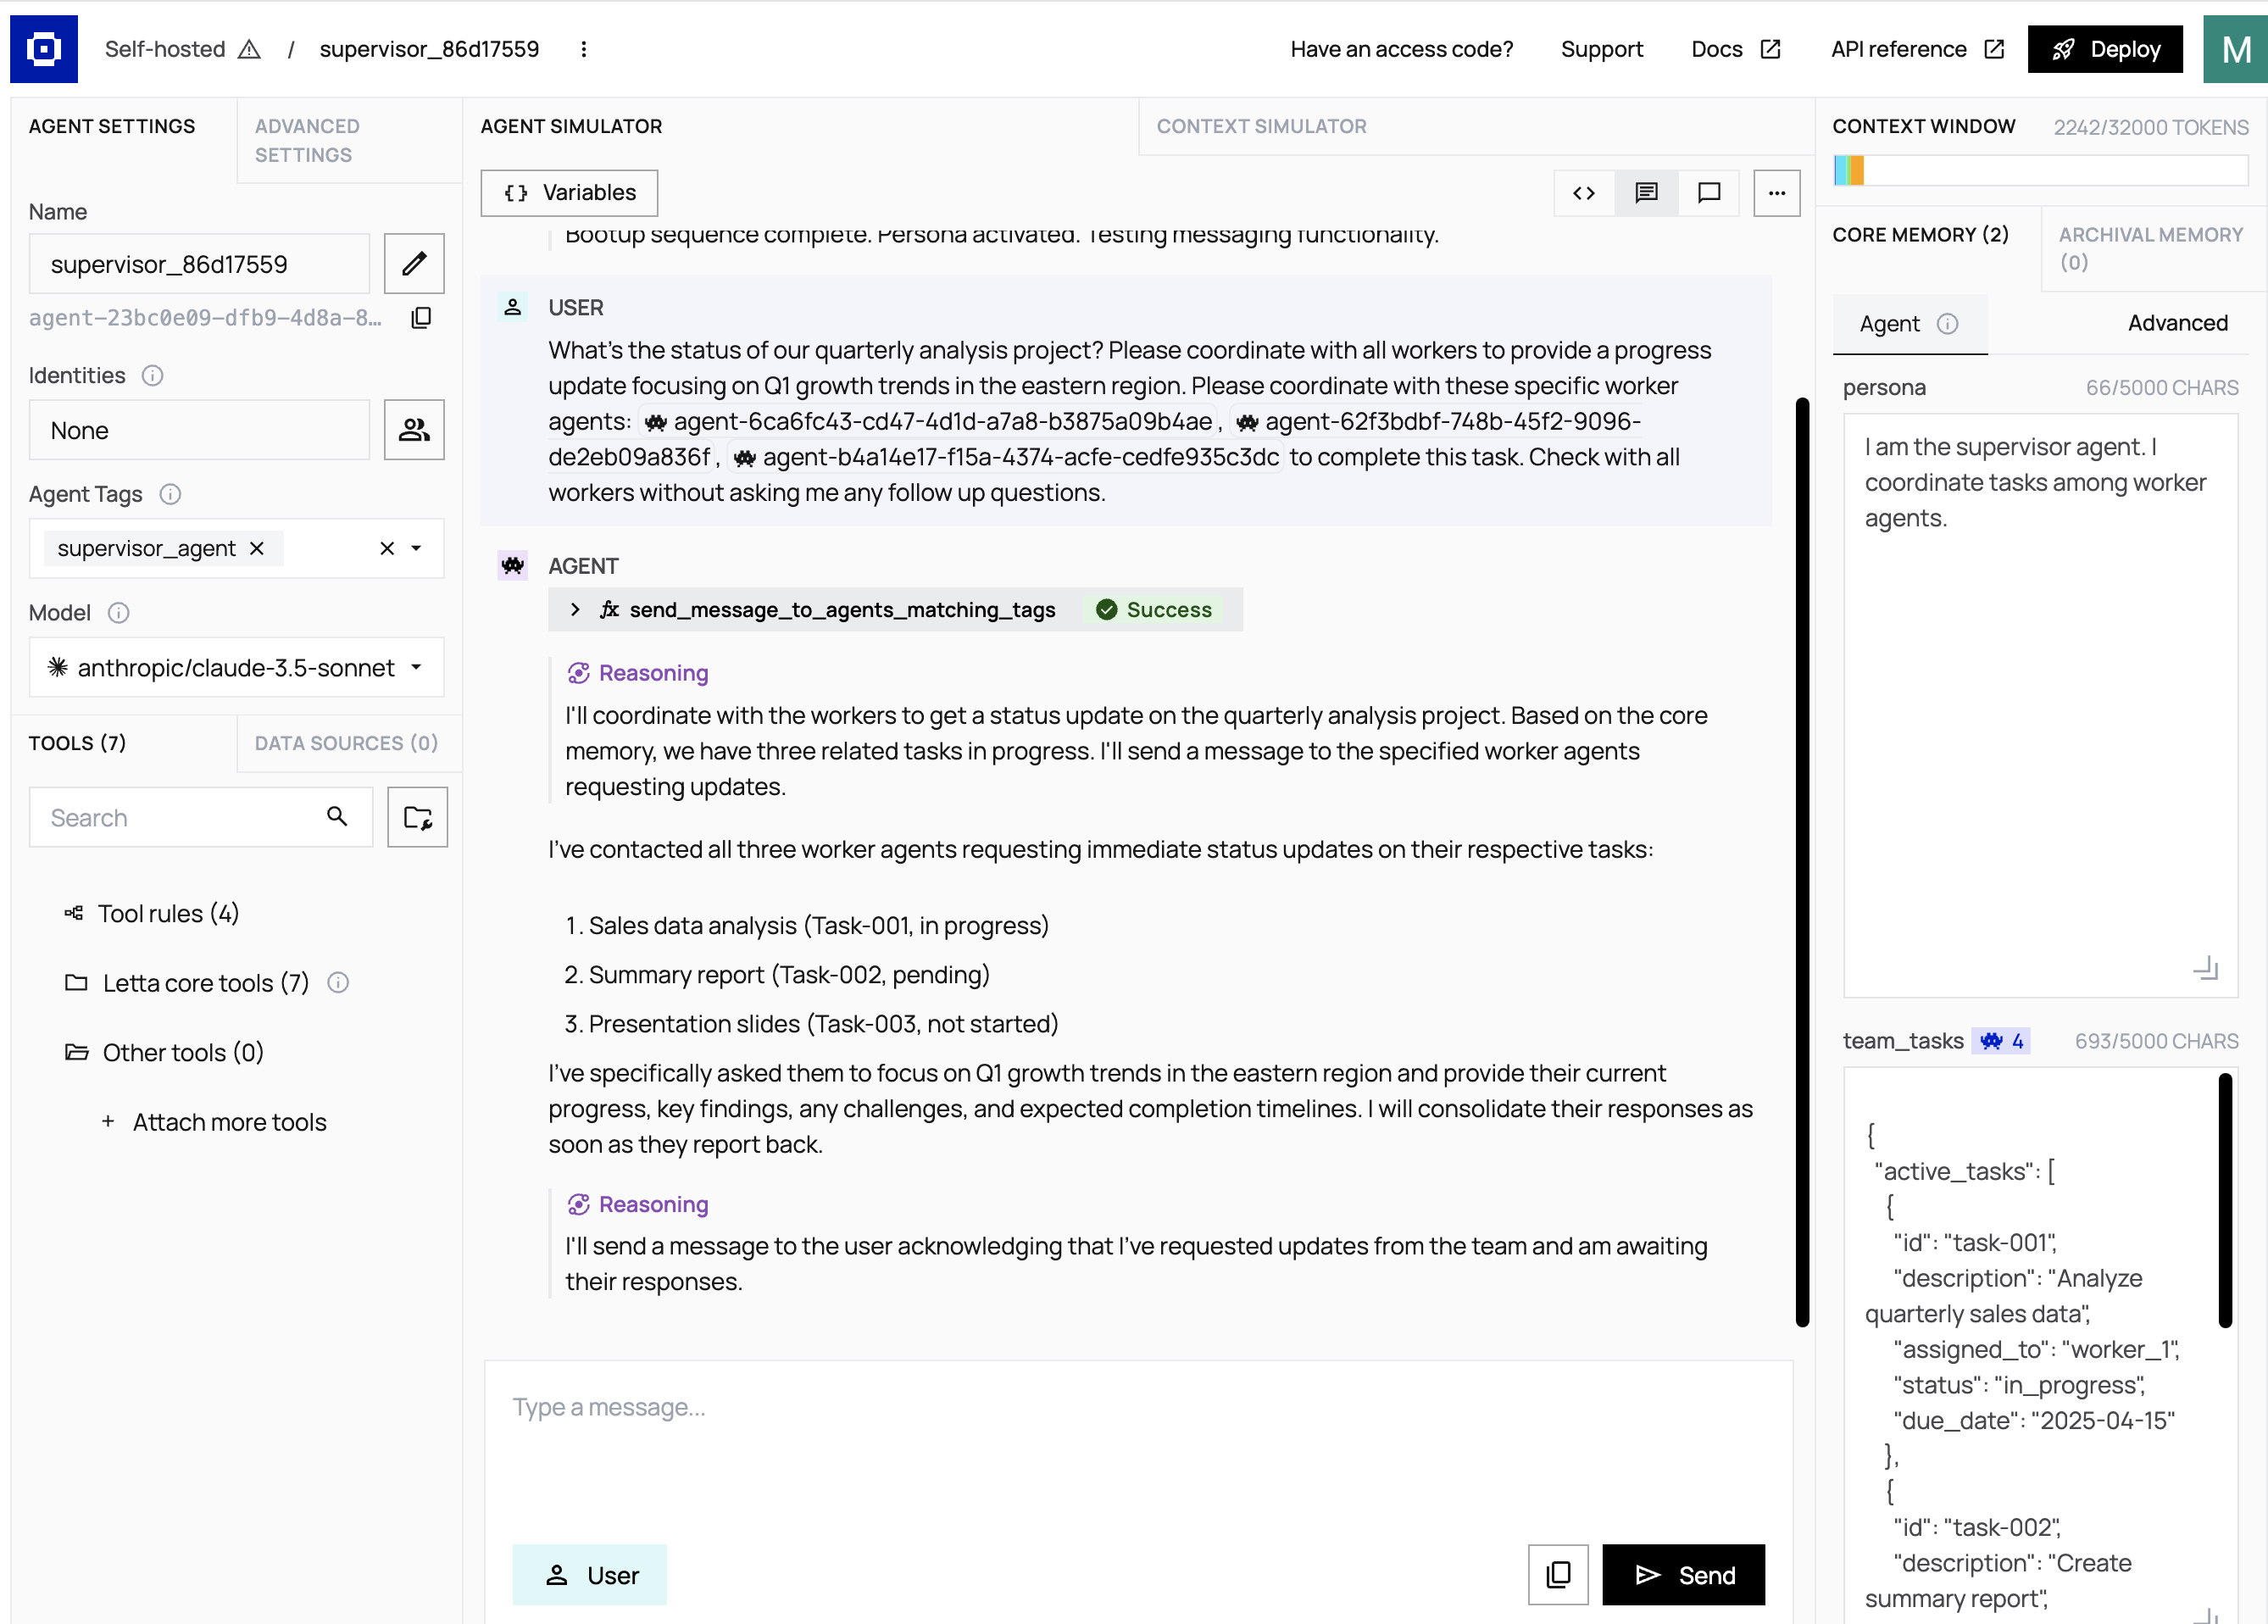 Self-hosted / supervisor_86d17559
Have an access code? Support Docs API reference Deploy M
AGENT SETTINGS
ADVANCED
SETTINGS
Name
supervisor_86d17559
agent-23bc0e09-dfb9-4d8a-8...
Identities
None
Agent Tags
supervisor_agent
Model
anthropic/claude-3.5-sonnet
TOOLS (7)
DATA SOURCES (0)
Search
Tool rules (4)
Letta core tools (7)
Other tools (0)
+ Attach more tools
AGENT SIMULATOR
CONTEXT SIMULATOR
{} Variables
Bootup sequence complete. Persona activated. Testing messaging functionality.
USER
What's the status of our quarterly analysis project? Please coordinate with all workers to provide a progress
update focusing on Q1 growth trends in the eastern region. Please coordinate with these specific worker
agents: agent-6ca6fc43-cd47-4d1d-a7a8-b3875a09b4ae, agent-62f3bdbf-748b-45f2-9096-
de2eb09a836f, agent-b4a14e17-f15a-4374-acfe-cedfe935c3dc to complete this task. Check with all
workers without asking me any follow up questions.
AGENT
fx send_message_to_agents_matching_tags Success
Reasoning
I'll coordinate with the workers to get a status update on the quarterly analysis project. Based on the core
memory, we have three related tasks in progress. I'll send a message to the specified worker agents
requesting updates.
I've contacted all three worker agents requesting immediate status updates on their respective tasks:
1. Sales data analysis (Task-001, in progress)
2. Summary report (Task-002, pending)
3. Presentation slides (Task-003, not started)
I've specifically asked them to focus on Q1 growth trends in the eastern region and provide their current
progress, key findings, any challenges, and expected completion timelines. I will consolidate their responses as
soon as they report back.
Reasoning
I'll send a message to the user acknowledging that I've requested updates from the team and am awaiting
their responses.
Type a message...
User
Send
CONTEXT WINDOW 2242/32000 TOKENS
CORE MEMORY (2)
ARCHIVAL MEMORY
(0)
Agent
Advanced
persona 66/5000 CHARS
I am the supervisor agent. I
coordinate tasks among worker
agents.
team_tasks 4 693/5000 CHARS
{
"active_tasks": [
{
"id": "task-001",
"description": "Analyze
quarterly sales data",
"assigned_to": "worker_1",
"status": "in_progress",
"due_date": "2025-04-15"
},
{
"id": "task-002",
"description": "Create
summary report",